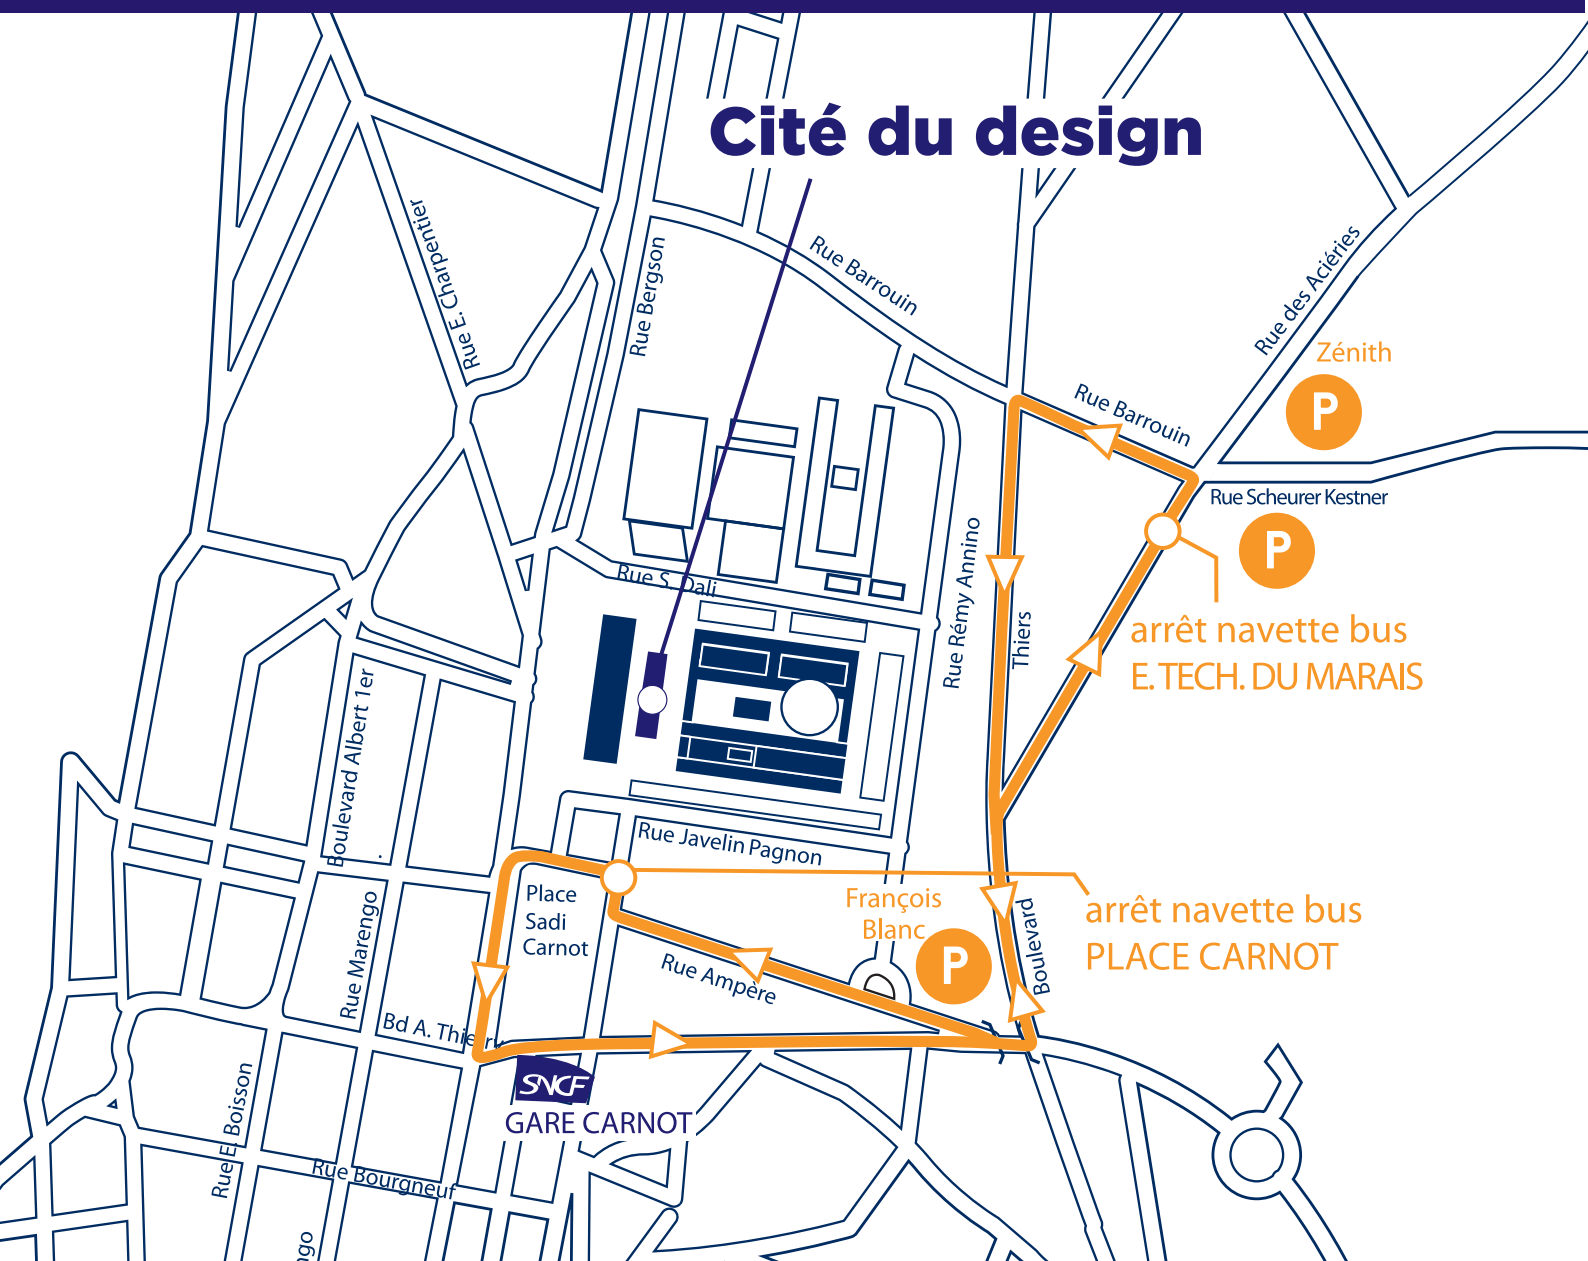 Cité du design
Rue E. Charpentier
Rue Bergson
Rue Barrouin
Rue des Aciéries
Zénith
P
Rue Barrouin
Rue Scheurer Kestner
P
Rue S. Dali
Rue Rémy Annino
Thiers
arrêt navette bus
E. TECH. DU MARAIS
Boulevard Albert 1er
Rue Javelin Pagnon
Place
Sadi
Carnot
François
Blanc
P
arrêt navette bus
PLACE CARNOT
Boulevard
Rue Marengo
Rue Ampère
Bd A. Thierry
SNCF
GARE CARNOT
Rue E. Boisson
Rue Bourgneuf
ngo